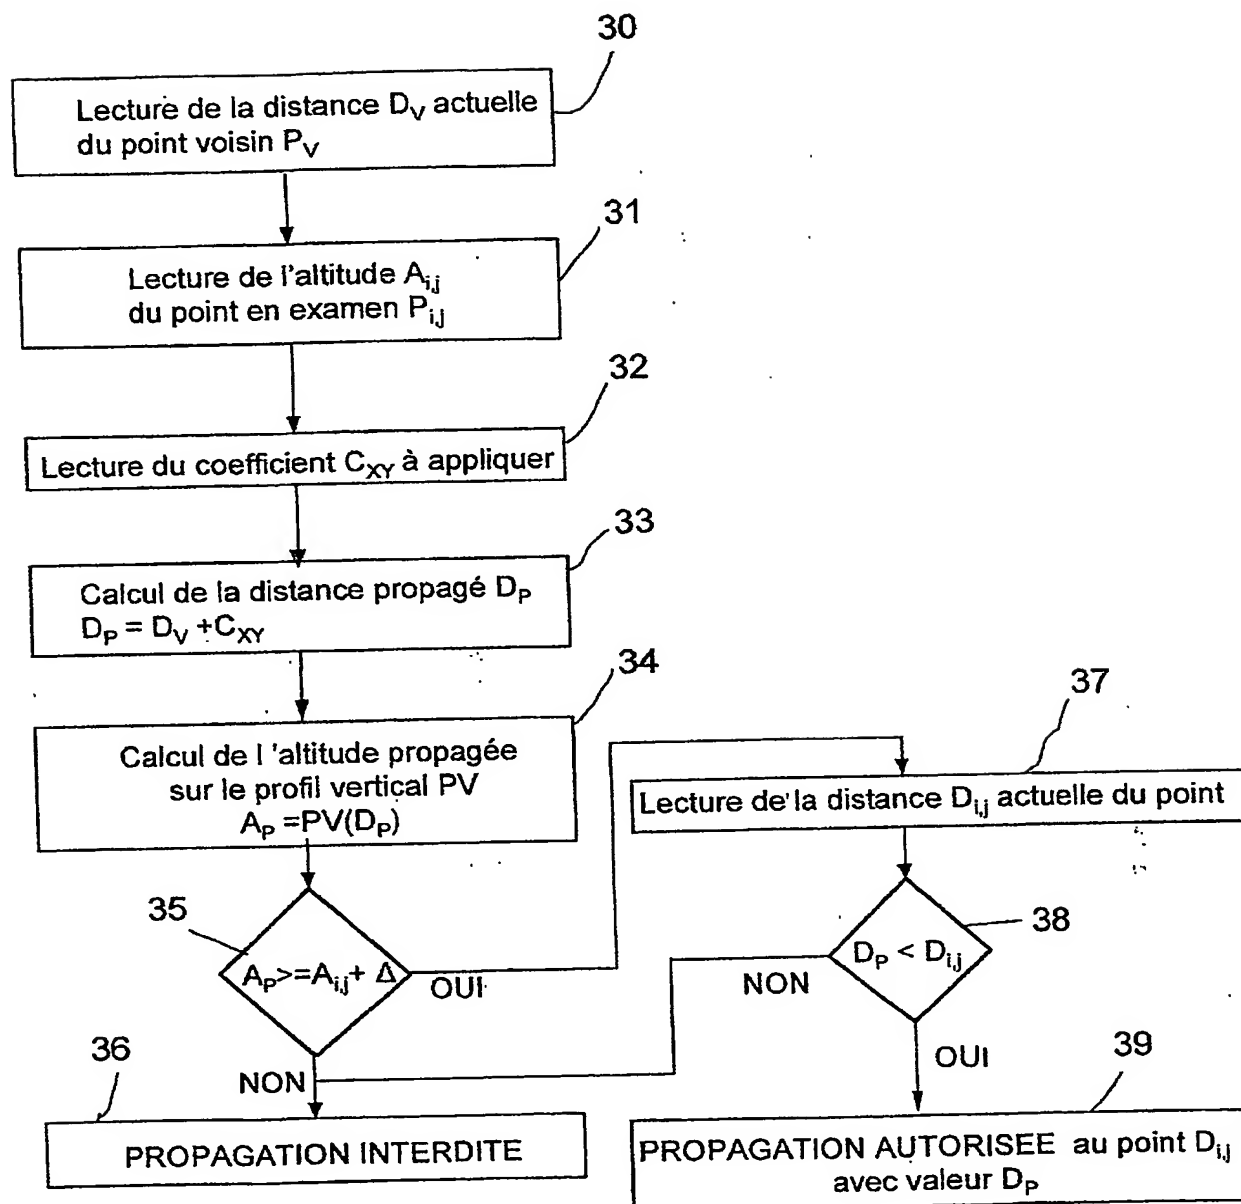 30
Lecture de la distance D_V actuelle
du point voisin P_V
31
Lecture de l'altitude A_i,j
du point en examen P_i,j
32
Lecture du coefficient C_XY à appliquer
33
Calcul de la distance propagé D_P
D_P = D_V +C_XY
34
Calcul de l 'altitude propagée
sur le profil vertical PV
A_P =PV(D_P)
35
A_P>=A_i,j+ Δ
OUI
NON
36
PROPAGATION INTERDITE
37
Lecture de la distance D_i,j actuelle du point
38
D_P < D_i,j
NON
OUI
39
PROPAGATION AUTORISEE au point D_i,j
avec valeur D_P